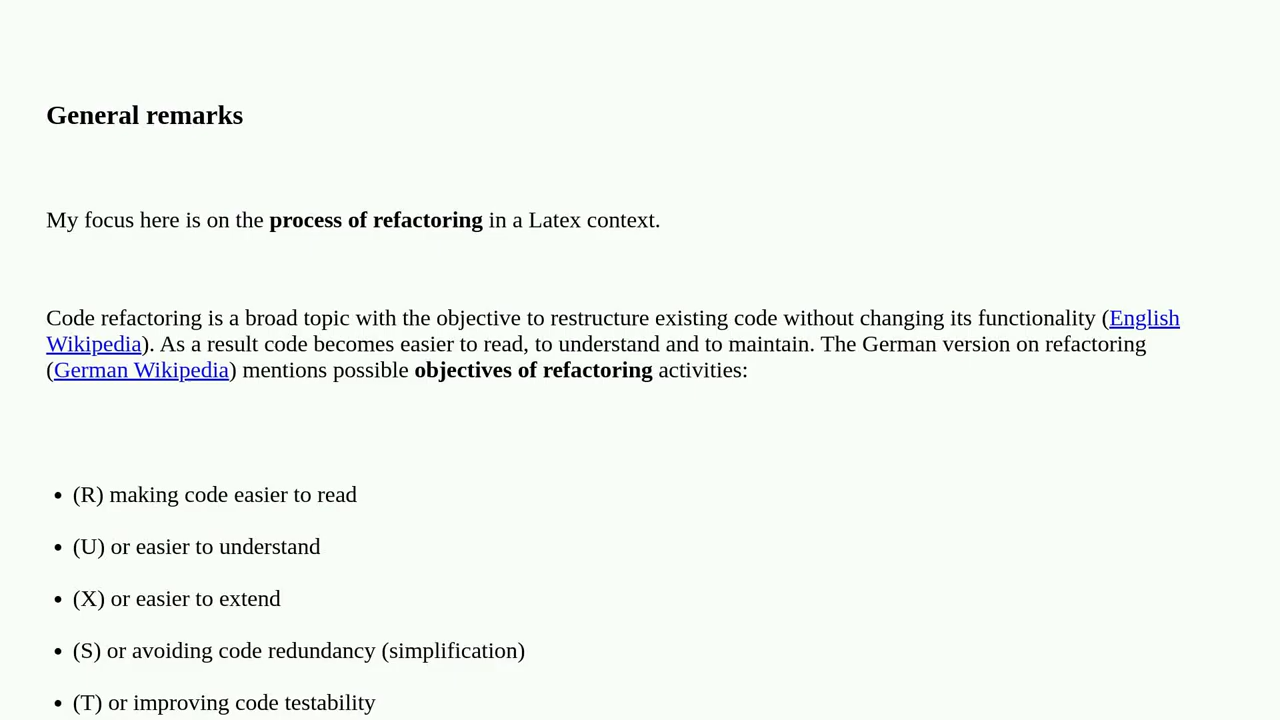 General remarks
My focus here is on the process of refactoring in a Latex context.
Code refactoring is a broad topic with the objective to restructure existing code without changing its functionality (English
Wikipedia). As a result code becomes easier to read, to understand and to maintain. The German version on refactoring
(German Wikipedia) mentions possible objectives of refactoring activities:
• (R) making code easier to read
• (U) or easier to understand
• (X) or easier to extend
• (S) or avoiding code redundancy (simplification)
• (T) or improving code testability